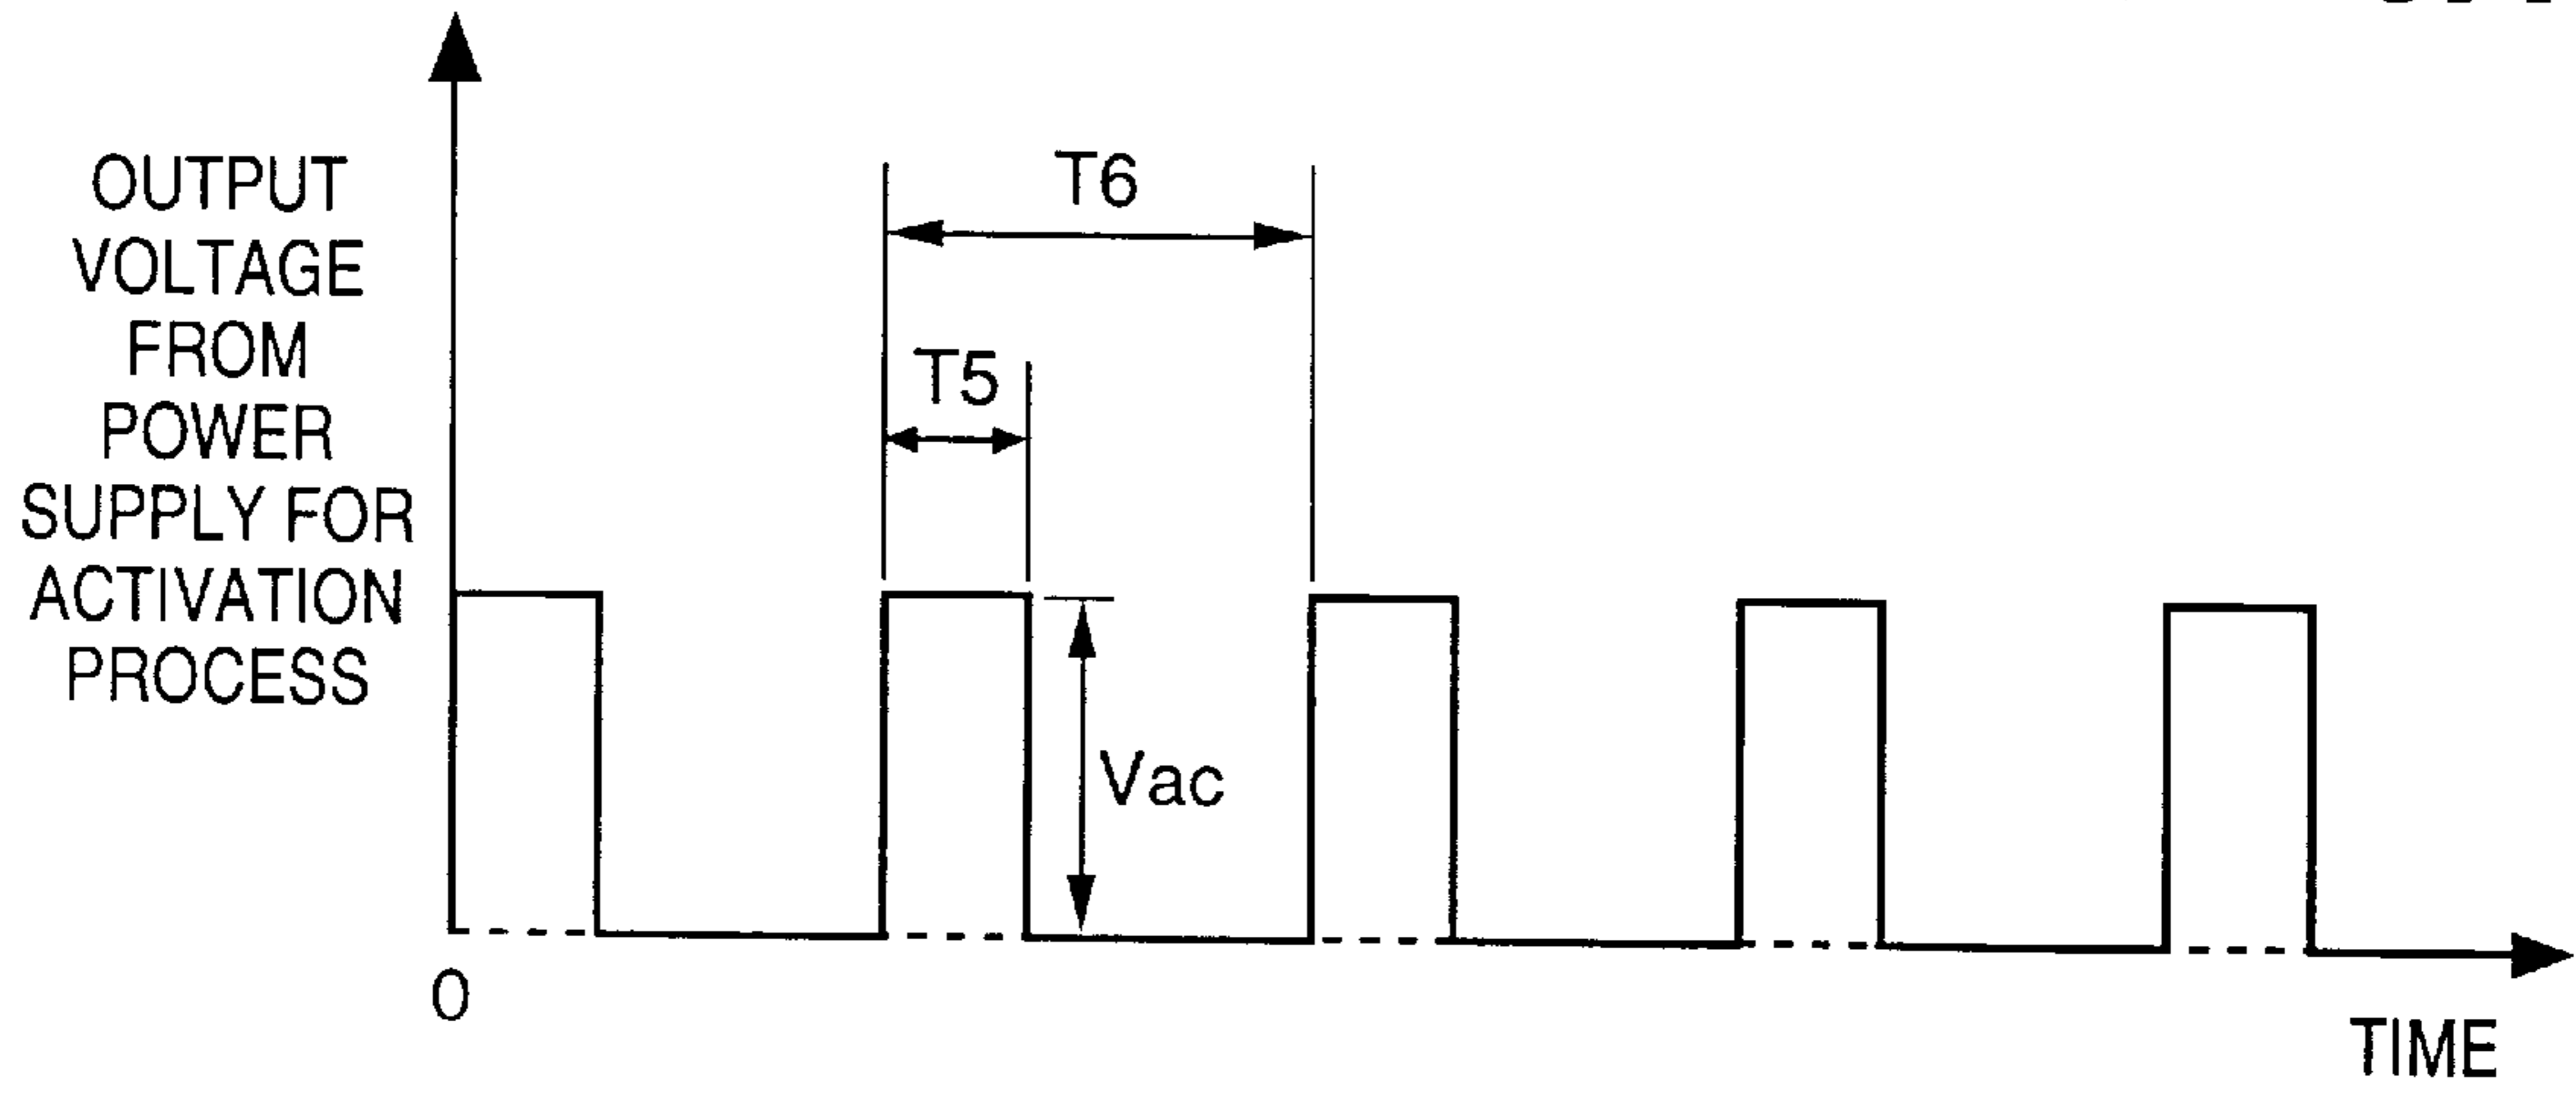 OUTPUT
VOLTAGE
FROM
POWER
SUPPLY FOR
ACTIVATION
PROCESS
T6
T5
Vac
0
TIME